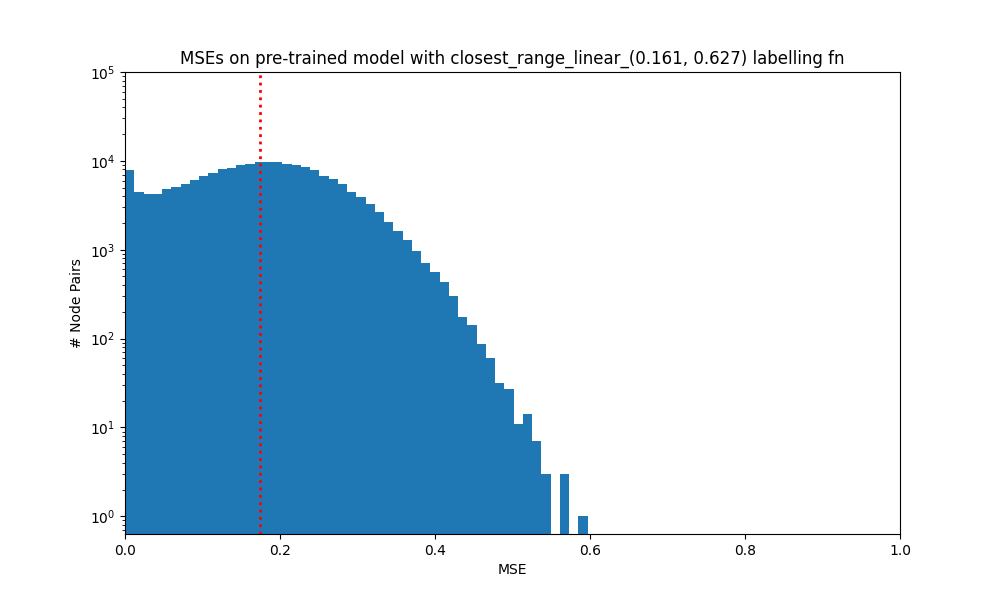 MSEs on pre-trained model with closest_range_linear_(0.161, 0.627) labelling fn
10^5
10^4
10^3
10^2
10^1
10^0
# Node Pairs
0.0 0.2 0.4 0.6 0.8 1.0
MSE